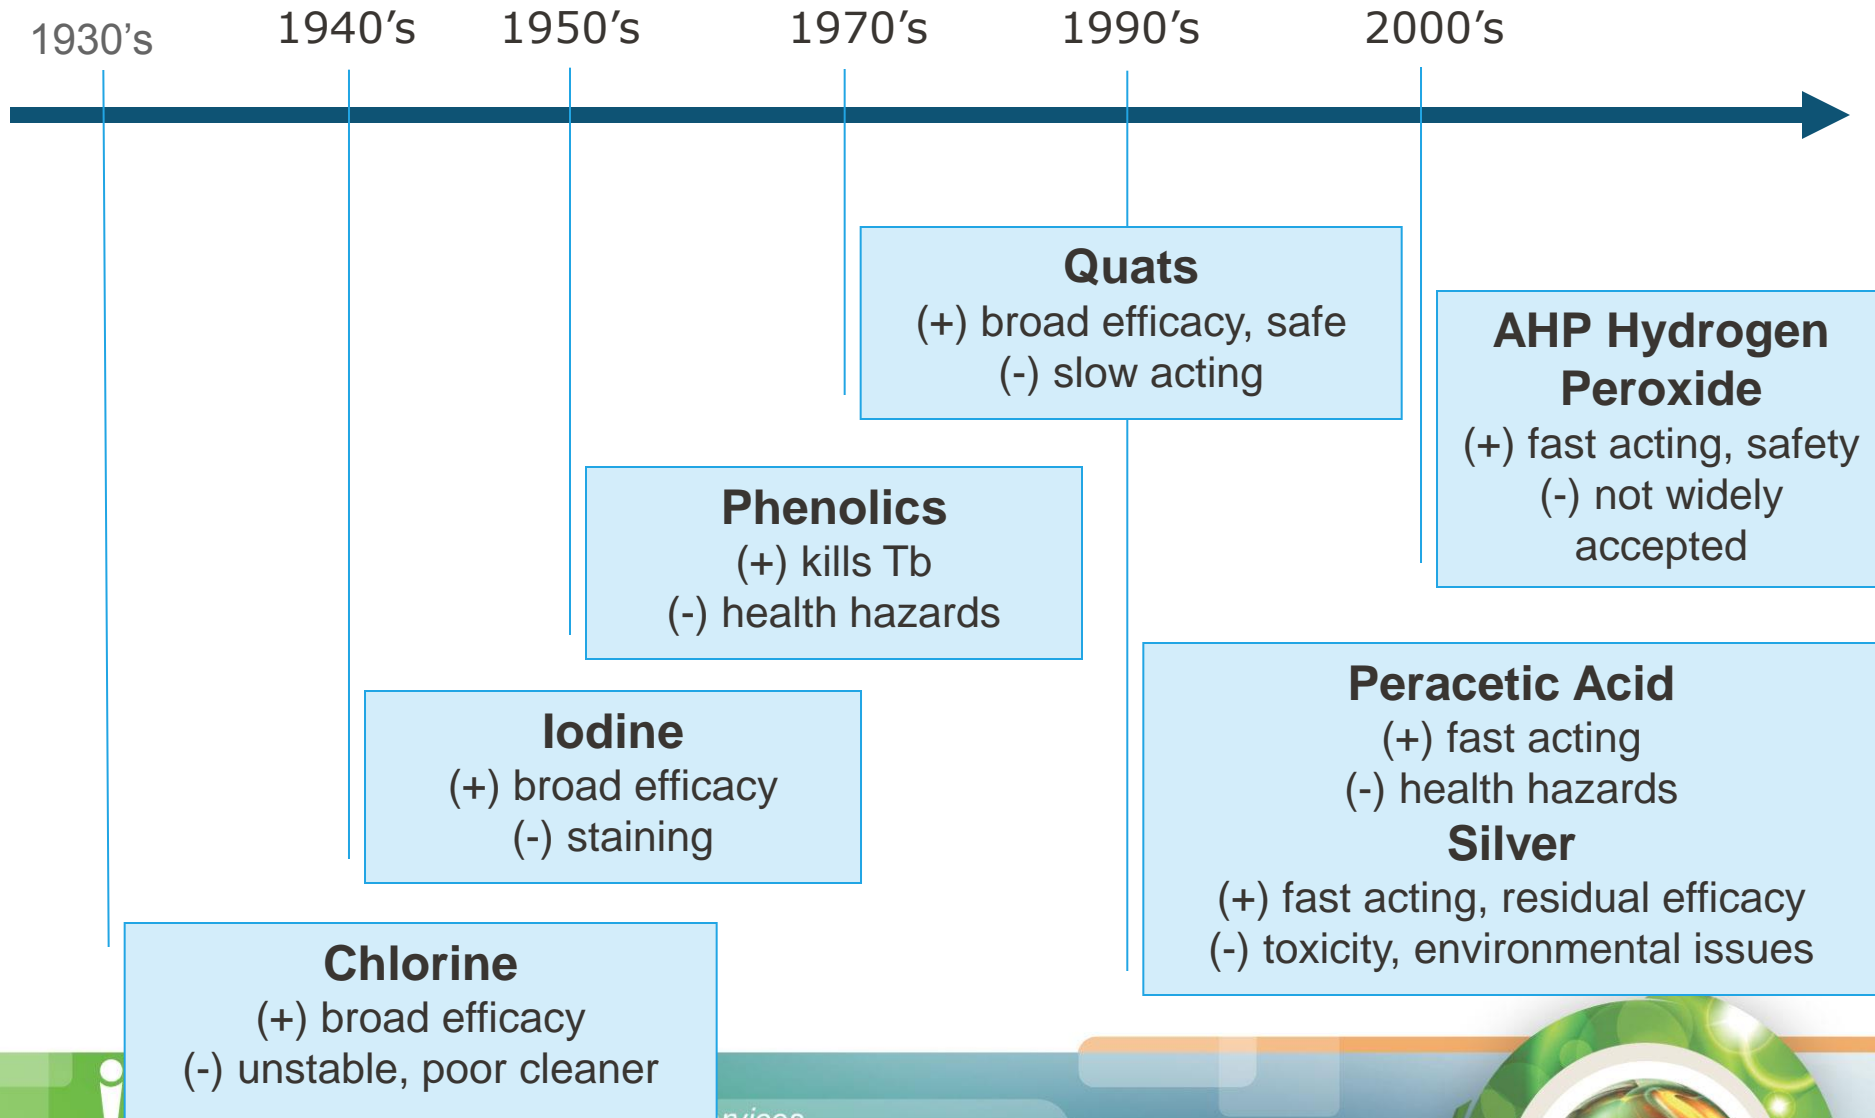 1930’s
1940’s
1950’s
1970’s
1990’s
2000’s
Quats
(+) broad efficacy, safe
(-) slow acting
AHP Hydrogen
Peroxide
(+) fast acting, safety
(-) not widely
accepted
Phenolics
(+) kills Tb
(-) health hazards
Peracetic Acid
(+) fast acting
(-) health hazards
Silver
(+) fast acting, residual efficacy
(-) toxicity, environmental issues
Iodine
(+) broad efficacy
(-) staining
Chlorine
(+) broad efficacy
(-) unstable, poor cleaner